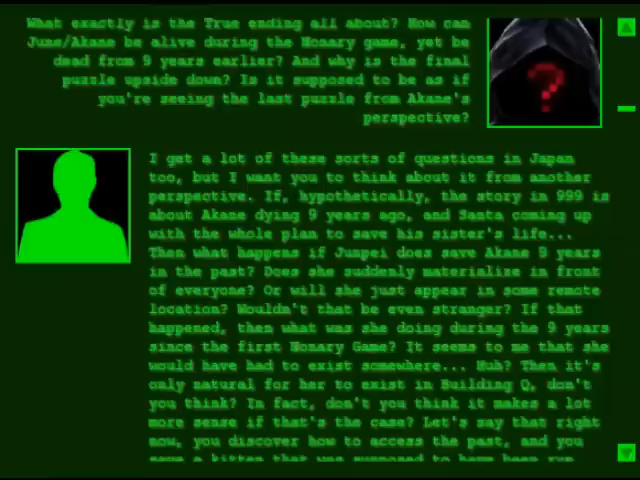 What exactly is the True ending all about? How can
June/Akane be alive during the Nonary game, yet be
dead from 9 years earlier? And why is the final
puzzle upside down? Is it supposed to be as if
you're seeing the last puzzle from Akane's
perspective?
?
I get a lot of these sorts of questions in Japan
too, but I want you to think about it from another
perspective. If, hypothetically, the story in 999 is
about Akane dying 9 years ago, and Santa coming up
with the whole plan to save his sister's life...
Then what happens if Junpei does save Akane 9 years
in the past? Does she suddenly materialize in front
of everyone? Or will she just appear in some remote
location? Wouldn't that be even stranger? If that
happened, then what was she doing during the 9 years
since the first Nonary Game? It seems to me that she
would have had to exist somewhere... Huh? Then it's
only natural for her to exist in Building Q, don't
you think? In fact, don't you think it makes a lot
more sense if that's the case? Let's say that right
now, you discover how to access the past, and you
save a kitten that was supposed to have been run